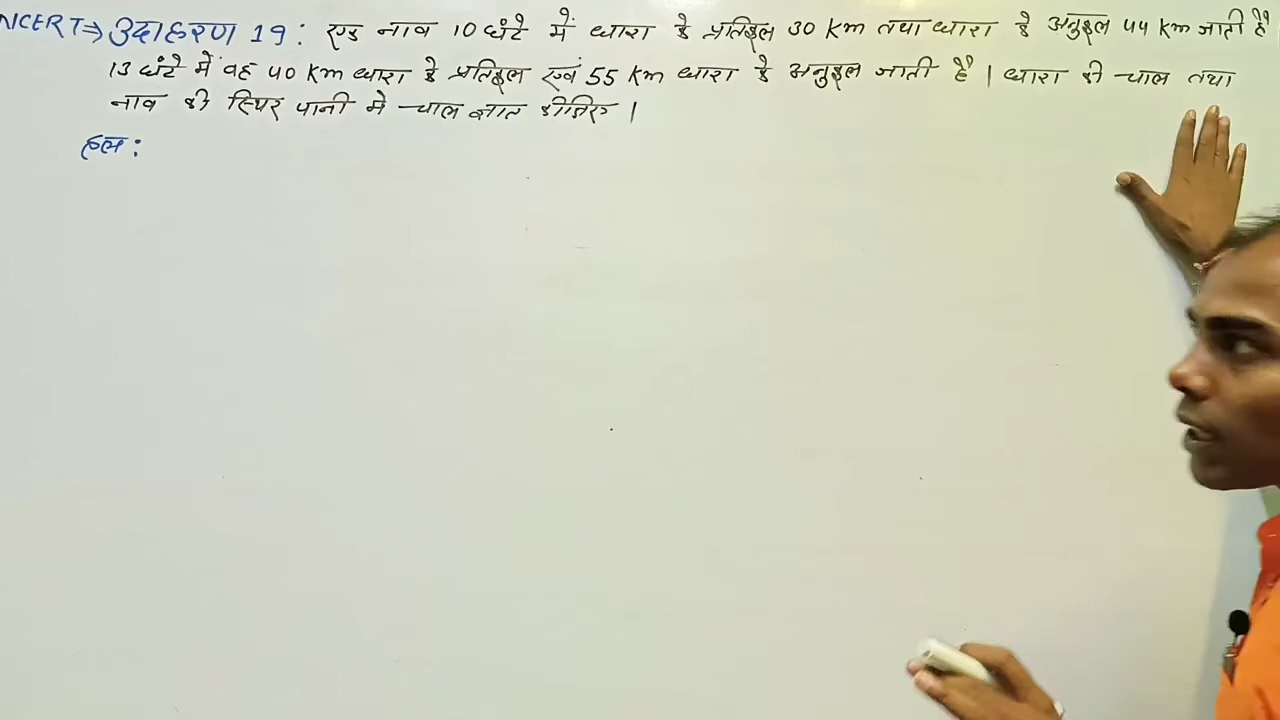 NCERT⇒ उदाहरण 19 : एक नाव 10 घंटे में धारा के प्रतिकूल 30 km तथा धारा के अनुकूल 44 km जाती है
13 घंटे में वह 40 km धारा के प्रतिकूल एवं 55 km धारा के अनुकूल जाती है । धारा की चाल तथा
नाव की स्थिर पानी मे चाल ज्ञात कीजिए ।
हल :